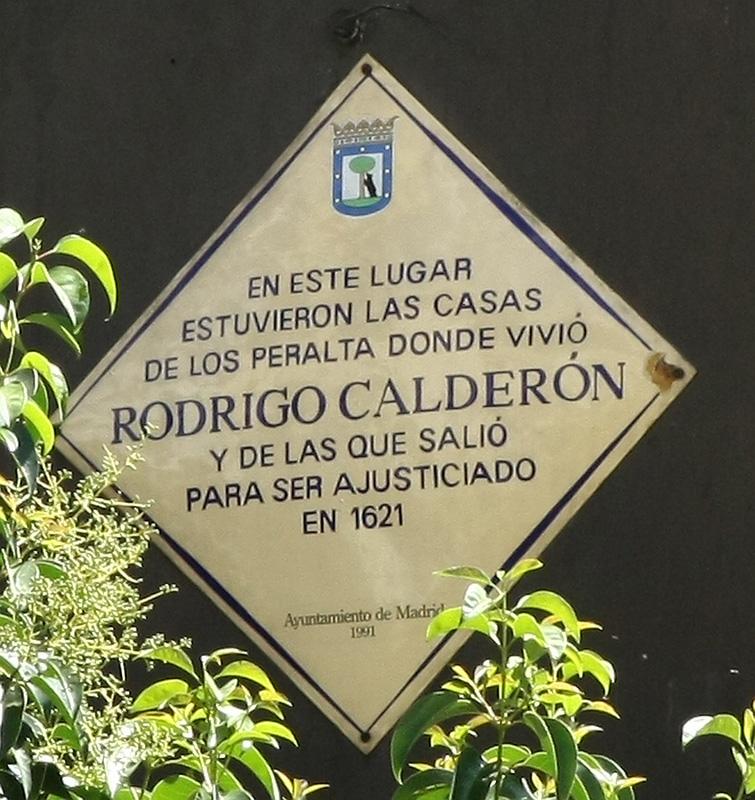 EN ESTE LUGAR
ESTUVIERON LAS CASAS
DE LOS PERALTA DONDE VIVIÓ
RODRIGO CALDERÓN
Y DE LAS QUE SALIÓ
PARA SER AJUSTICIADO
EN 1621
Ayuntamiento de Madrid
1991